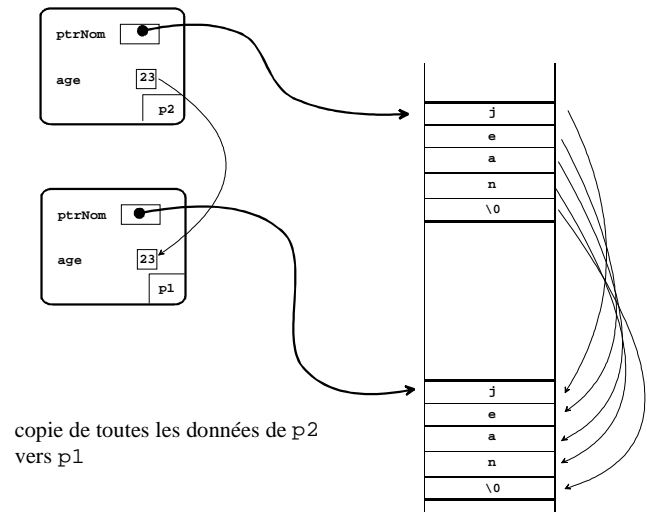 ptrNom
age 23
p2
ptrNom
age 23
p1
j
e
a
n
\0
j
e
a
n
\0
copie de toutes les données de p2
vers p1